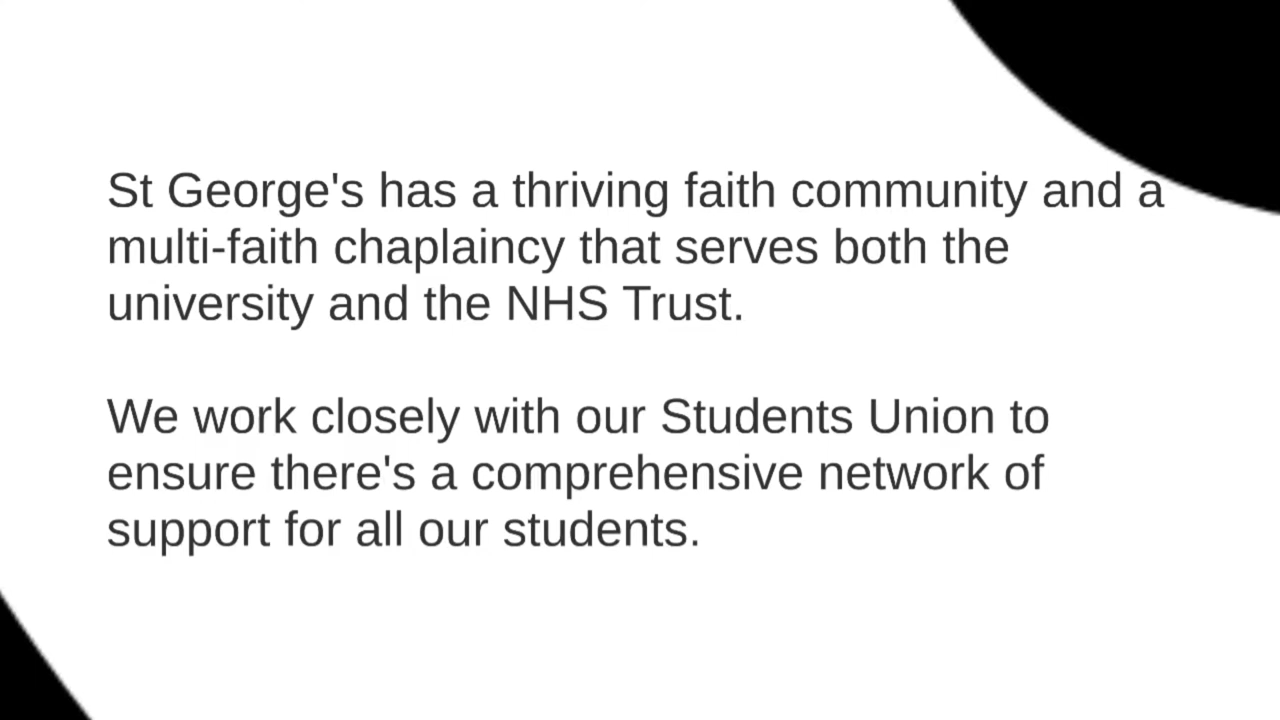 St George's has a thriving faith community and a
multi-faith chaplaincy that serves both the
university and the NHS Trust.
We work closely with our Students Union to
ensure there's a comprehensive network of
support for all our students.